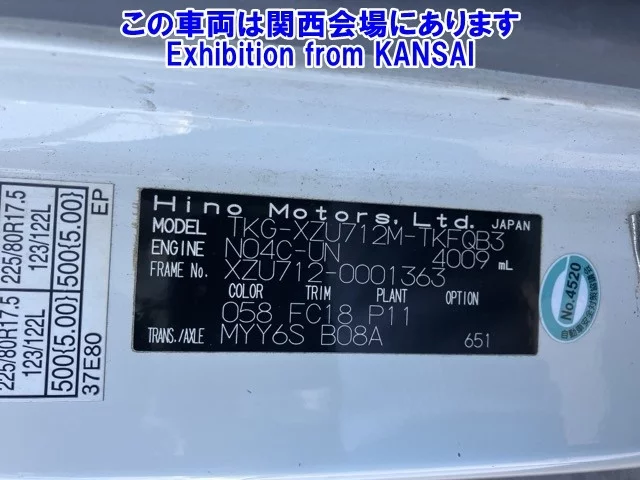 この車両は関西会場にあります
Exhibition from KANSAI
225/80R17.5
123/122L
500{5.00}
EP
225/80R17.5
123/122L
500{5.00}
37E80
Hino Motors, Ltd. JAPAN
MODEL TKG-XZU712M-TKFQB3
ENGINE N04C-UN 4009 mL
FRAME No. XZU712-0001363
COLOR TRIM PLANT OPTION
058 FC18 P11
TRANS./AXLE MYY6S B08A 651
No.4520